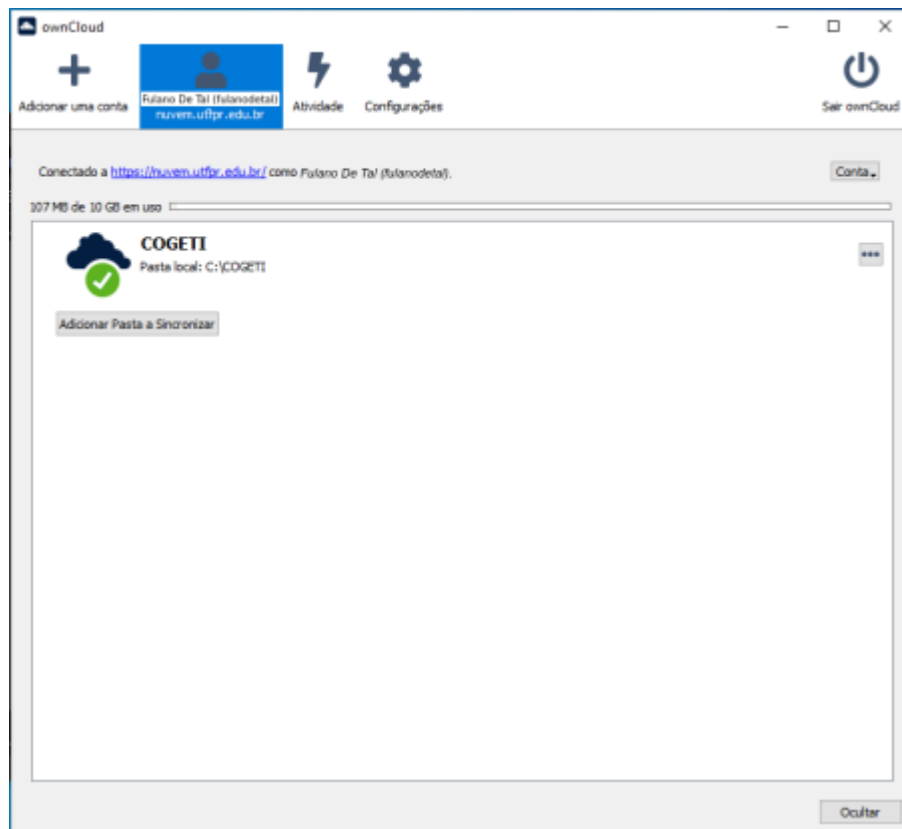 ownCloud
Adicionar uma conta
Fulano De Tal (fulanodetal)
nuvem.utfpr.edu.br
Atividade
Configurações
Sair ownCloud
Conectado a https://nuvem.utfpr.edu.br/ como Fulano De Tal (fulanodetal).
Conta
107 MB de 10 GB em uso
COGETI
Pasta local: C:\COGETI
Adicionar Pasta a Sincronizar
Ocultar